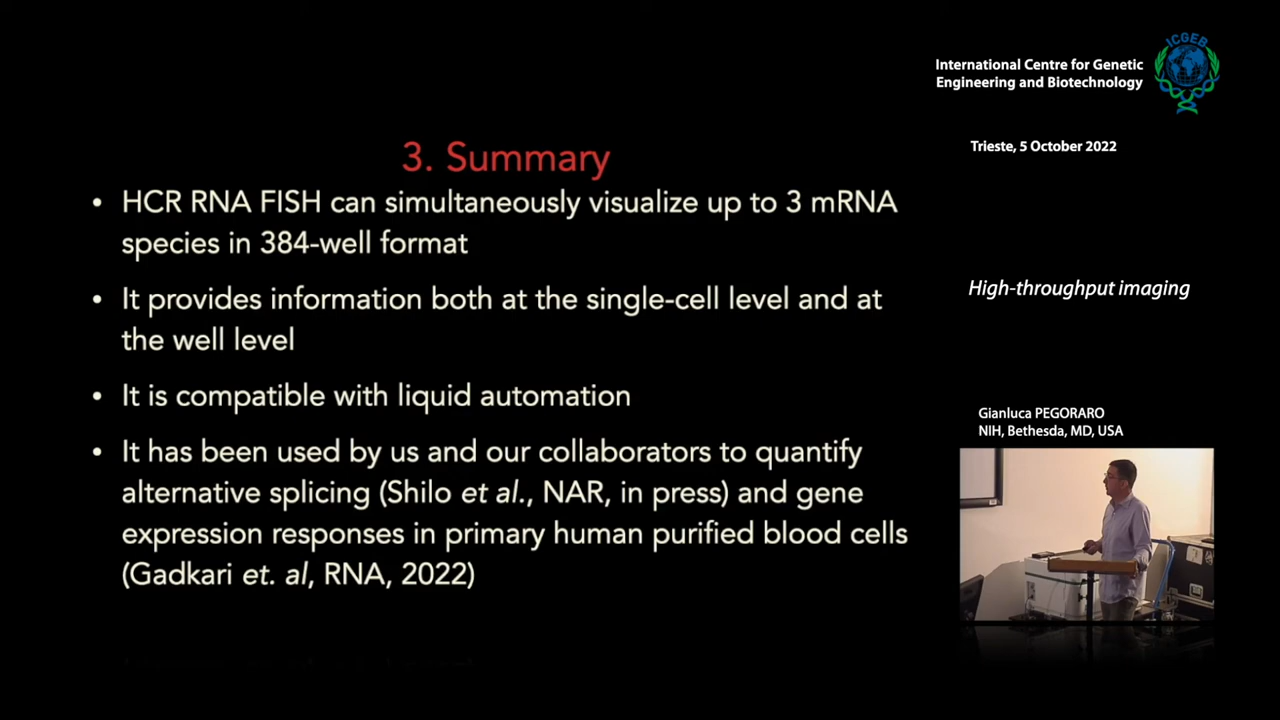 3. Summary
• HCR RNA FISH can simultaneously visualize up to 3 mRNA
species in 384-well format
• It provides information both at the single-cell level and at
the well level
• It is compatible with liquid automation
• It has been used by us and our collaborators to quantify
alternative splicing (Shilo et al., NAR, in press) and gene
expression responses in primary human purified blood cells
(Gadkari et. al, RNA, 2022)
International Centre for Genetic
Engineering and Biotechnology
ICGEB
Trieste, 5 October 2022
High-throughput imaging
Gianluca PEGORARO
NIH, Bethesda, MD, USA